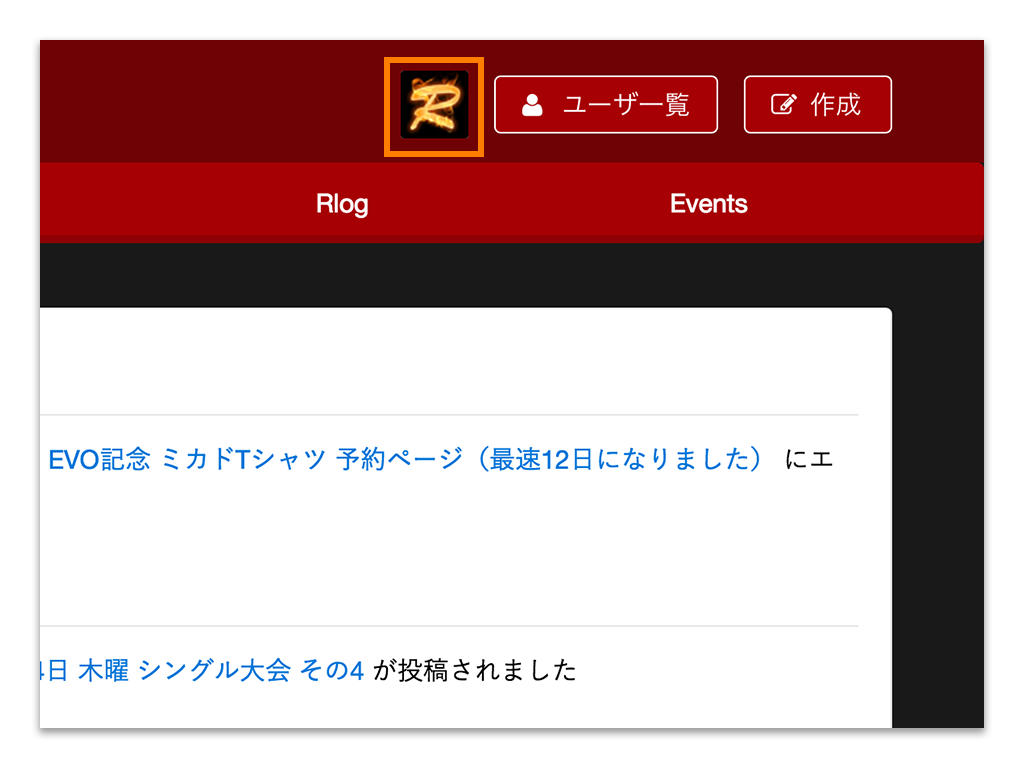 R
ユーザ一覧
作成
Rlog
Events
EVO記念 ミカドTシャツ 予約ページ（最速12日になりました） にエ
4日 木曜 シングル大会 その4 が投稿されました